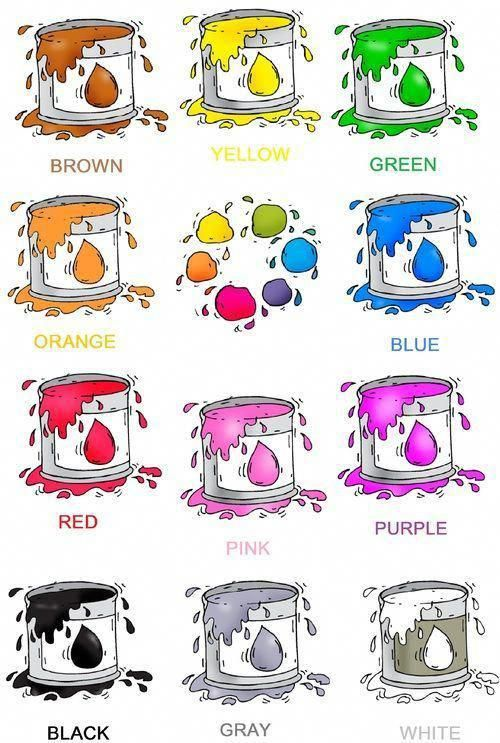 BROWN
YELLOW
GREEN
ORANGE
BLUE
RED
PINK
PURPLE
BLACK
GRAY
WHITE